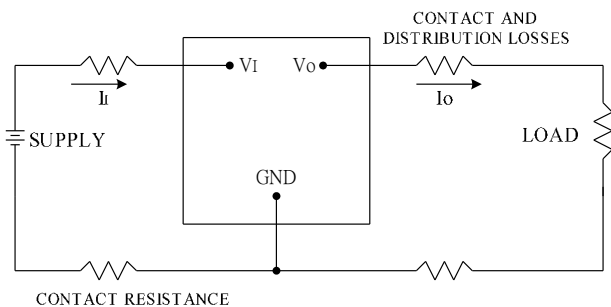 CONTACT AND
DISTRIBUTION LOSSES
VI
VO
II
IO
SUPPLY
LOAD
GND
CONTACT RESISTANCE